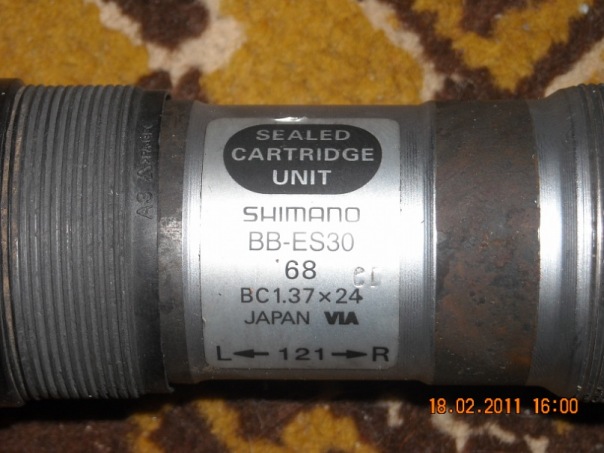 SEALED
CARTRIDGE
UNIT
SHIMANO
BB-ES30
68
BC1.37×24
JAPAN VIA
L←121→R
18.02.2011 16:00